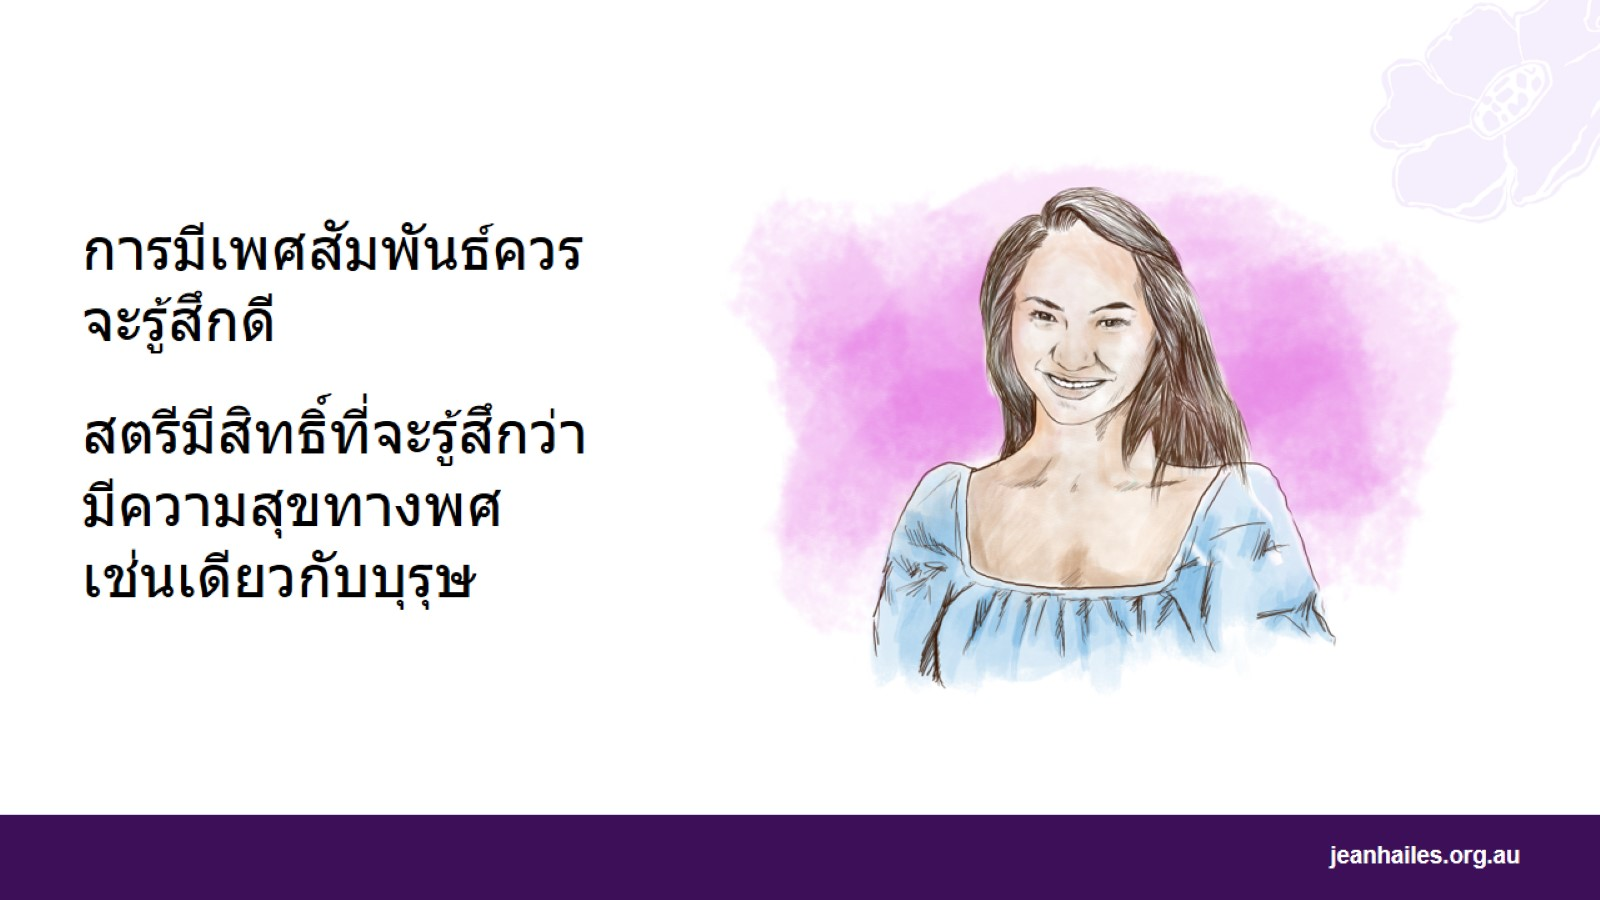 การมีเพศสัมพันธ์ควร
จะรู้สึกดี
สตรีมีสิทธิ์ที่จะรู้สึกว่า
มีความสุขทางพศ
เช่นเดียวกับบุรุษ
jeanhailes.org.au